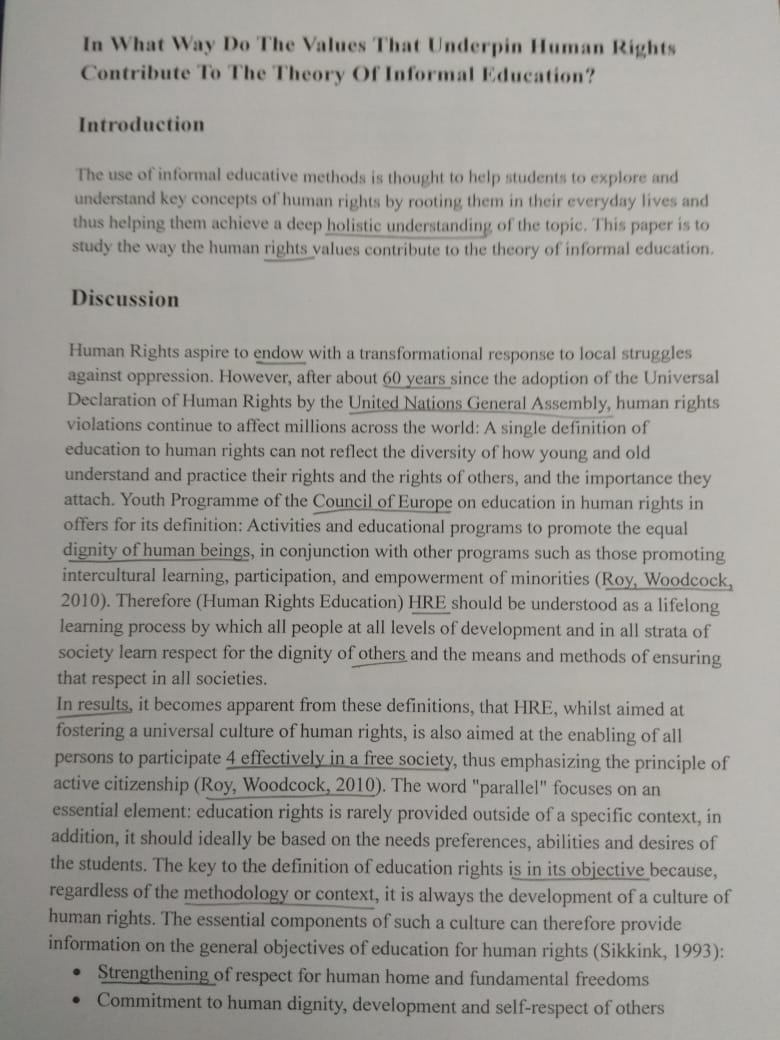 In What Way Do The Values That Underpin Human Rights
Contribute To The Theory Of Informal Education?
Introduction
The use of informal educative methods is thought to help students to explore and
understand key concepts of human rights by rooting them in their everyday lives and
thus helping them achieve a deep holistic understanding of the topic. This paper is to
study the way the human rights values contribute to the theory of informal education.
Discussion
Human Rights aspire to endow with a transformational response to local struggles
against oppression. However, after about 60 years since the adoption of the Universal
Declaration of Human Rights by the United Nations General Assembly, human rights
violations continue to affect millions across the world: A single definition of
education to human rights can not reflect the diversity of how young and old
understand and practice their rights and the rights of others, and the importance they
attach. Youth Programme of the Council of Europe on education in human rights in
offers for its definition: Activities and educational programs to promote the equal
dignity of human beings, in conjunction with other programs such as those promoting
intercultural learning, participation, and empowerment of minorities (Roy, Woodcock,
2010). Therefore (Human Rights Education) HRE should be understood as a lifelong
learning process by which all people at all levels of development and in all strata of
society learn respect for the dignity of others and the means and methods of ensuring
that respect in all societies.
In results, it becomes apparent from these definitions, that HRE, whilst aimed at
fostering a universal culture of human rights, is also aimed at the enabling of all
persons to participate 4 effectively in a free society, thus emphasizing the principle of
active citizenship (Roy, Woodcock, 2010). The word "parallel" focuses on an
essential element: education rights is rarely provided outside of a specific context, in
addition, it should ideally be based on the needs preferences, abilities and desires of
the students. The key to the definition of education rights is in its objective because,
regardless of the methodology or context, it is always the development of a culture of
human rights. The essential components of such a culture can therefore provide
information on the general objectives of education for human rights (Sikkink, 1993):
• Strengthening of respect for human home and fundamental freedoms
• Commitment to human dignity, development and self-respect of others